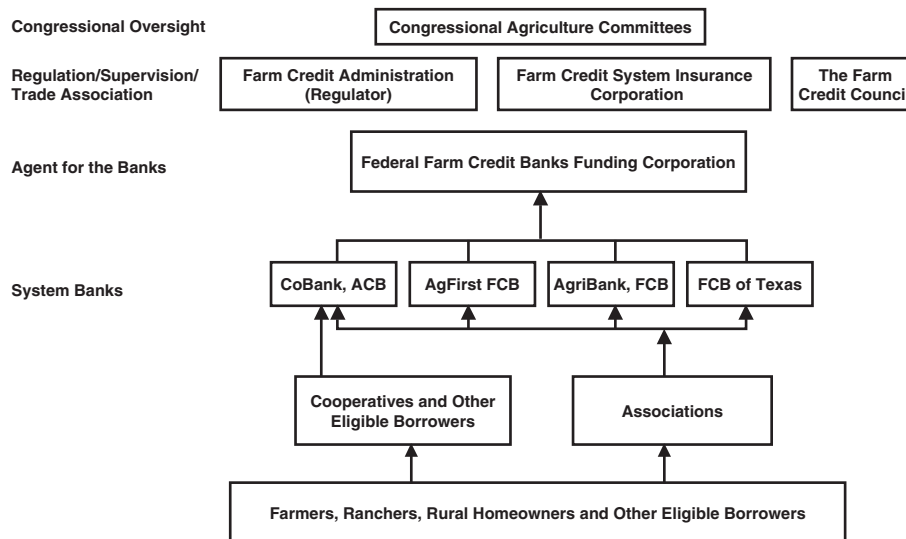 Congressional Oversight
Congressional Agriculture Committees
Regulation/Supervision/
Trade Association
Farm Credit Administration
(Regulator)
Farm Credit System Insurance
Corporation
The Farm
Credit Counci
Agent for the Banks
Federal Farm Credit Banks Funding Corporation
System Banks
CoBank, ACB
AgFirst FCB
AgriBank, FCB
FCB of Texas
Cooperatives and Other
Eligible Borrowers
Associations
Farmers, Ranchers, Rural Homeowners and Other Eligible Borrowers